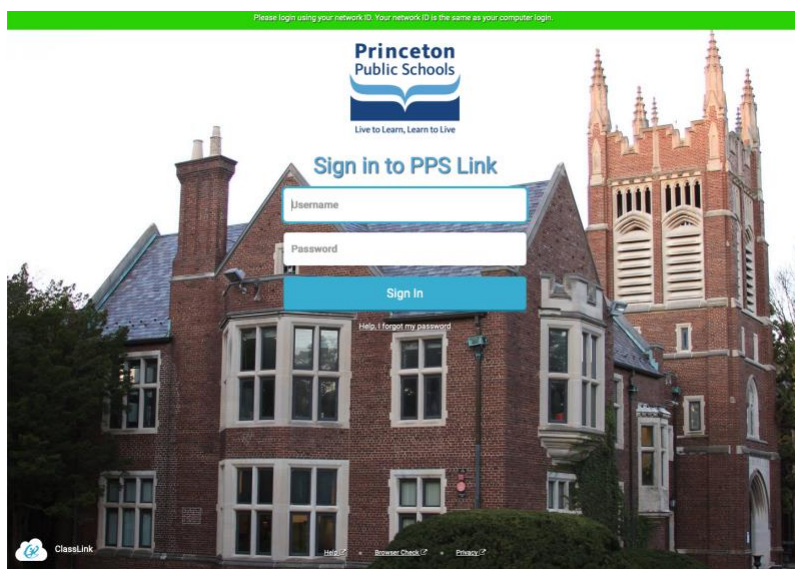 Please login using your network ID. Your network ID is the same as your computer login.
Princeton
Public Schools
Live to Learn, Learn to Live
Sign in to PPS Link
Username
Password
Sign In
Help, I forgot my password
ClassLink
Help
Browser Check
Privacy